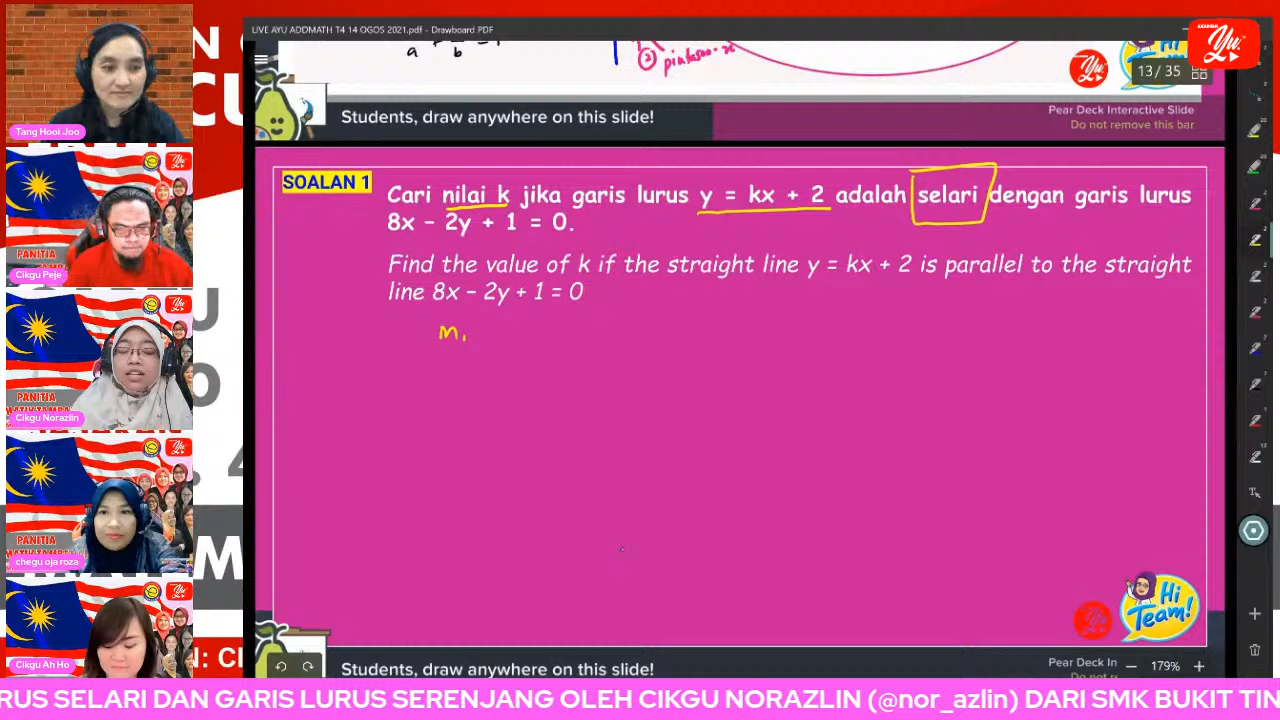 LIVE AYU ADDMATH T4 14 OGOS 2021.pdf - Drawboard PDF
a b
② pintasan-x
13 / 35
Students, draw anywhere on this slide!
Pear Deck Interactive Slide
Do not remove this bar
SOALAN 1
Cari nilai k jika garis lurus y = kx + 2 adalah selari dengan garis lurus
8x − 2y + 1 = 0.
Find the value of k if the straight line y = kx + 2 is parallel to the straight
line 8x − 2y + 1 = 0
m₁
Hi
Team!
Students, draw anywhere on this slide!
Pear Deck In
179%
Tang Hooi Joo
PANITIA
Cikgu Peje
PANITIA
Cikgu Norazlin
PANITIA
chegu oja roza
Cikgu Ah Ho
RUS SELARI DAN GARIS LURUS SERENJANG OLEH CIKGU NORAZLIN (@nor_azlin) DARI SMK BUKIT TIN